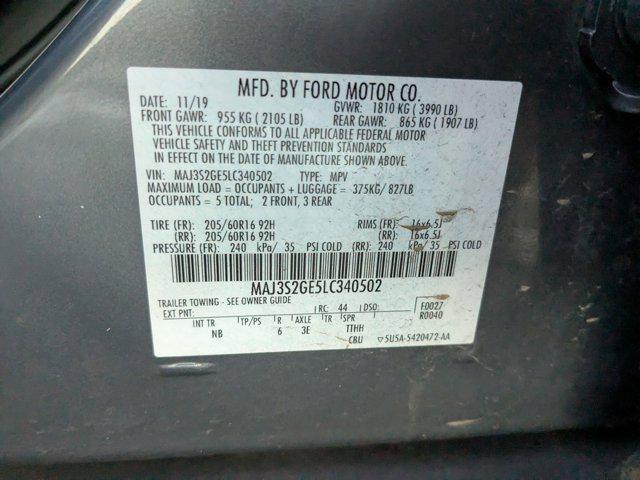 MFD. BY FORD MOTOR CO.
DATE: 11/19 GVWR: 1810 KG (3990 LB)
FRONT GAWR: 955 KG (2105 LB) REAR GAWR: 865 KG (1907 LB)
THIS VEHICLE CONFORMS TO ALL APPLICABLE FEDERAL MOTOR
VEHICLE SAFETY AND THEFT PREVENTION STANDARDS
IN EFFECT ON THE DATE OF MANUFACTURE SHOWN ABOVE.
VIN: MAJ3S2GE5LC340502 TYPE: MPV
MAXIMUM LOAD = OCCUPANTS + LUGGAGE = 375KG/ 827LB
OCCUPANTS = 5 TOTAL; 2 FRONT, 3 REAR
TIRE (FR): 205/60R16 92H RIMS (FR): 16x6.5J
(RR): 205/60R16 92H (RR): 16x6.5J
PRESSURE (FR): 240 kPa/ 35 PSI COLD (RR): 240 kPa/ 35 PSI COLD
MAJ3S2GE5LC340502
TRAILER TOWING - SEE OWNER GUIDE
EXT PNT: RC: 44 DSO: F0027
R0040
INT TR TP/PS R AXLE TR SPR TTHH
NB 6 3E CBU ▽5U5A-5420472-AA